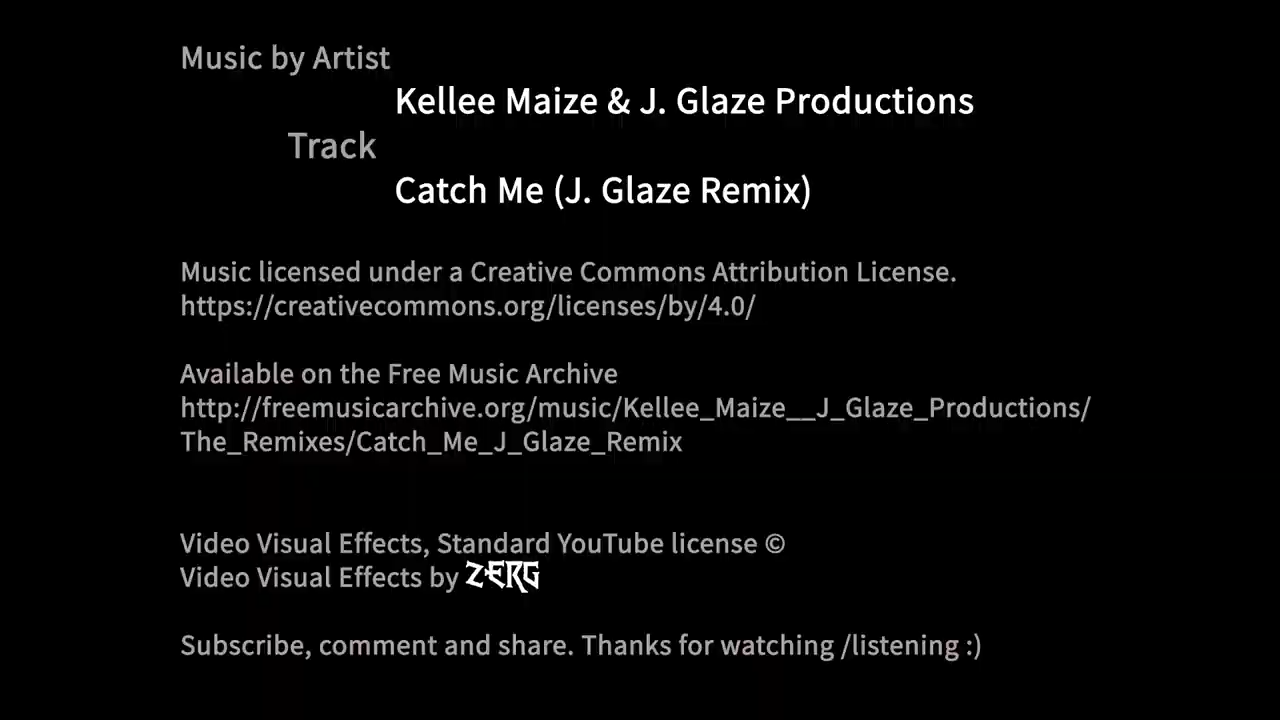 Music by Artist
Kellee Maize & J. Glaze Productions
Track
Catch Me (J. Glaze Remix)
Music licensed under a Creative Commons Attribution License.
https://creativecommons.org/licenses/by/4.0/
Available on the Free Music Archive
http://freemusicarchive.org/music/Kellee_Maize__J_Glaze_Productions/
The_Remixes/Catch_Me_J_Glaze_Remix
Video Visual Effects, Standard YouTube license ©
Video Visual Effects by ZERG
Subscribe, comment and share. Thanks for watching /listening :)